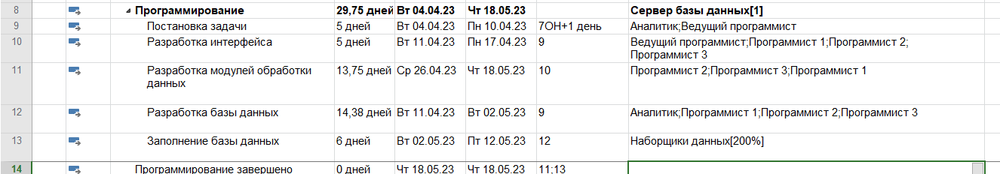 8 Программирование 29,75 дней Вт 04.04.23 Чт 18.05.23 Сервер базы данных[1]
9 Постановка задачи 5 дней Вт 04.04.23 Пн 10.04.23 7ОН+1 день Аналитик;Ведущий программист
10 Разработка интерфейса 5 дней Вт 11.04.23 Пн 17.04.23 9 Ведущий программист;Программист 1;Программист 2;
Программист 3
11 Разработка модулей обработки 13,75 дней Ср 26.04.23 Чт 18.05.23 10 Программист 2;Программист 3;Программист 1
данных
12 Разработка базы данных 14,38 дней Вт 11.04.23 Вт 02.05.23 9 Аналитик;Программист 1;Программист 2;Программист 3
13 Заполнение базы данных 6 дней Вт 02.05.23 Пт 12.05.23 12 Наборщики данных[200%]
14 Программирование завершено 0 дней Чт 18.05.23 Чт 18.05.23 11;13